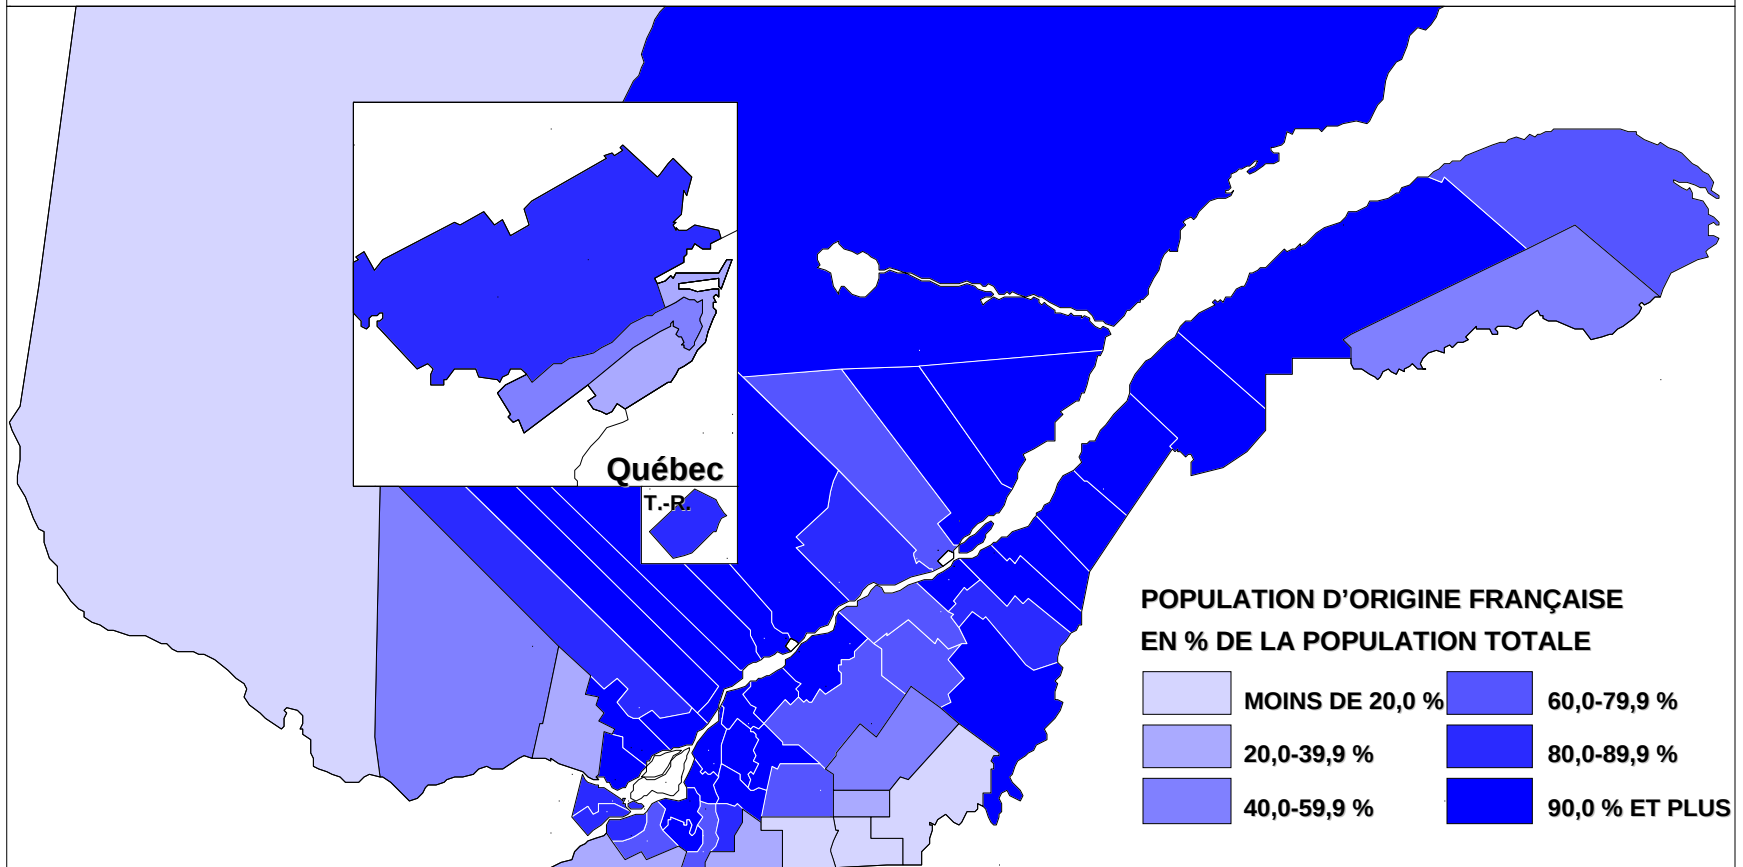 Québec
T.-R.
POPULATION D’ORIGINE FRANÇAISE
EN % DE LA POPULATION TOTALE
MOINS DE 20,0 %
20,0-39,9 %
40,0-59,9 %
60,0-79,9 %
80,0-89,9 %
90,0 % ET PLUS